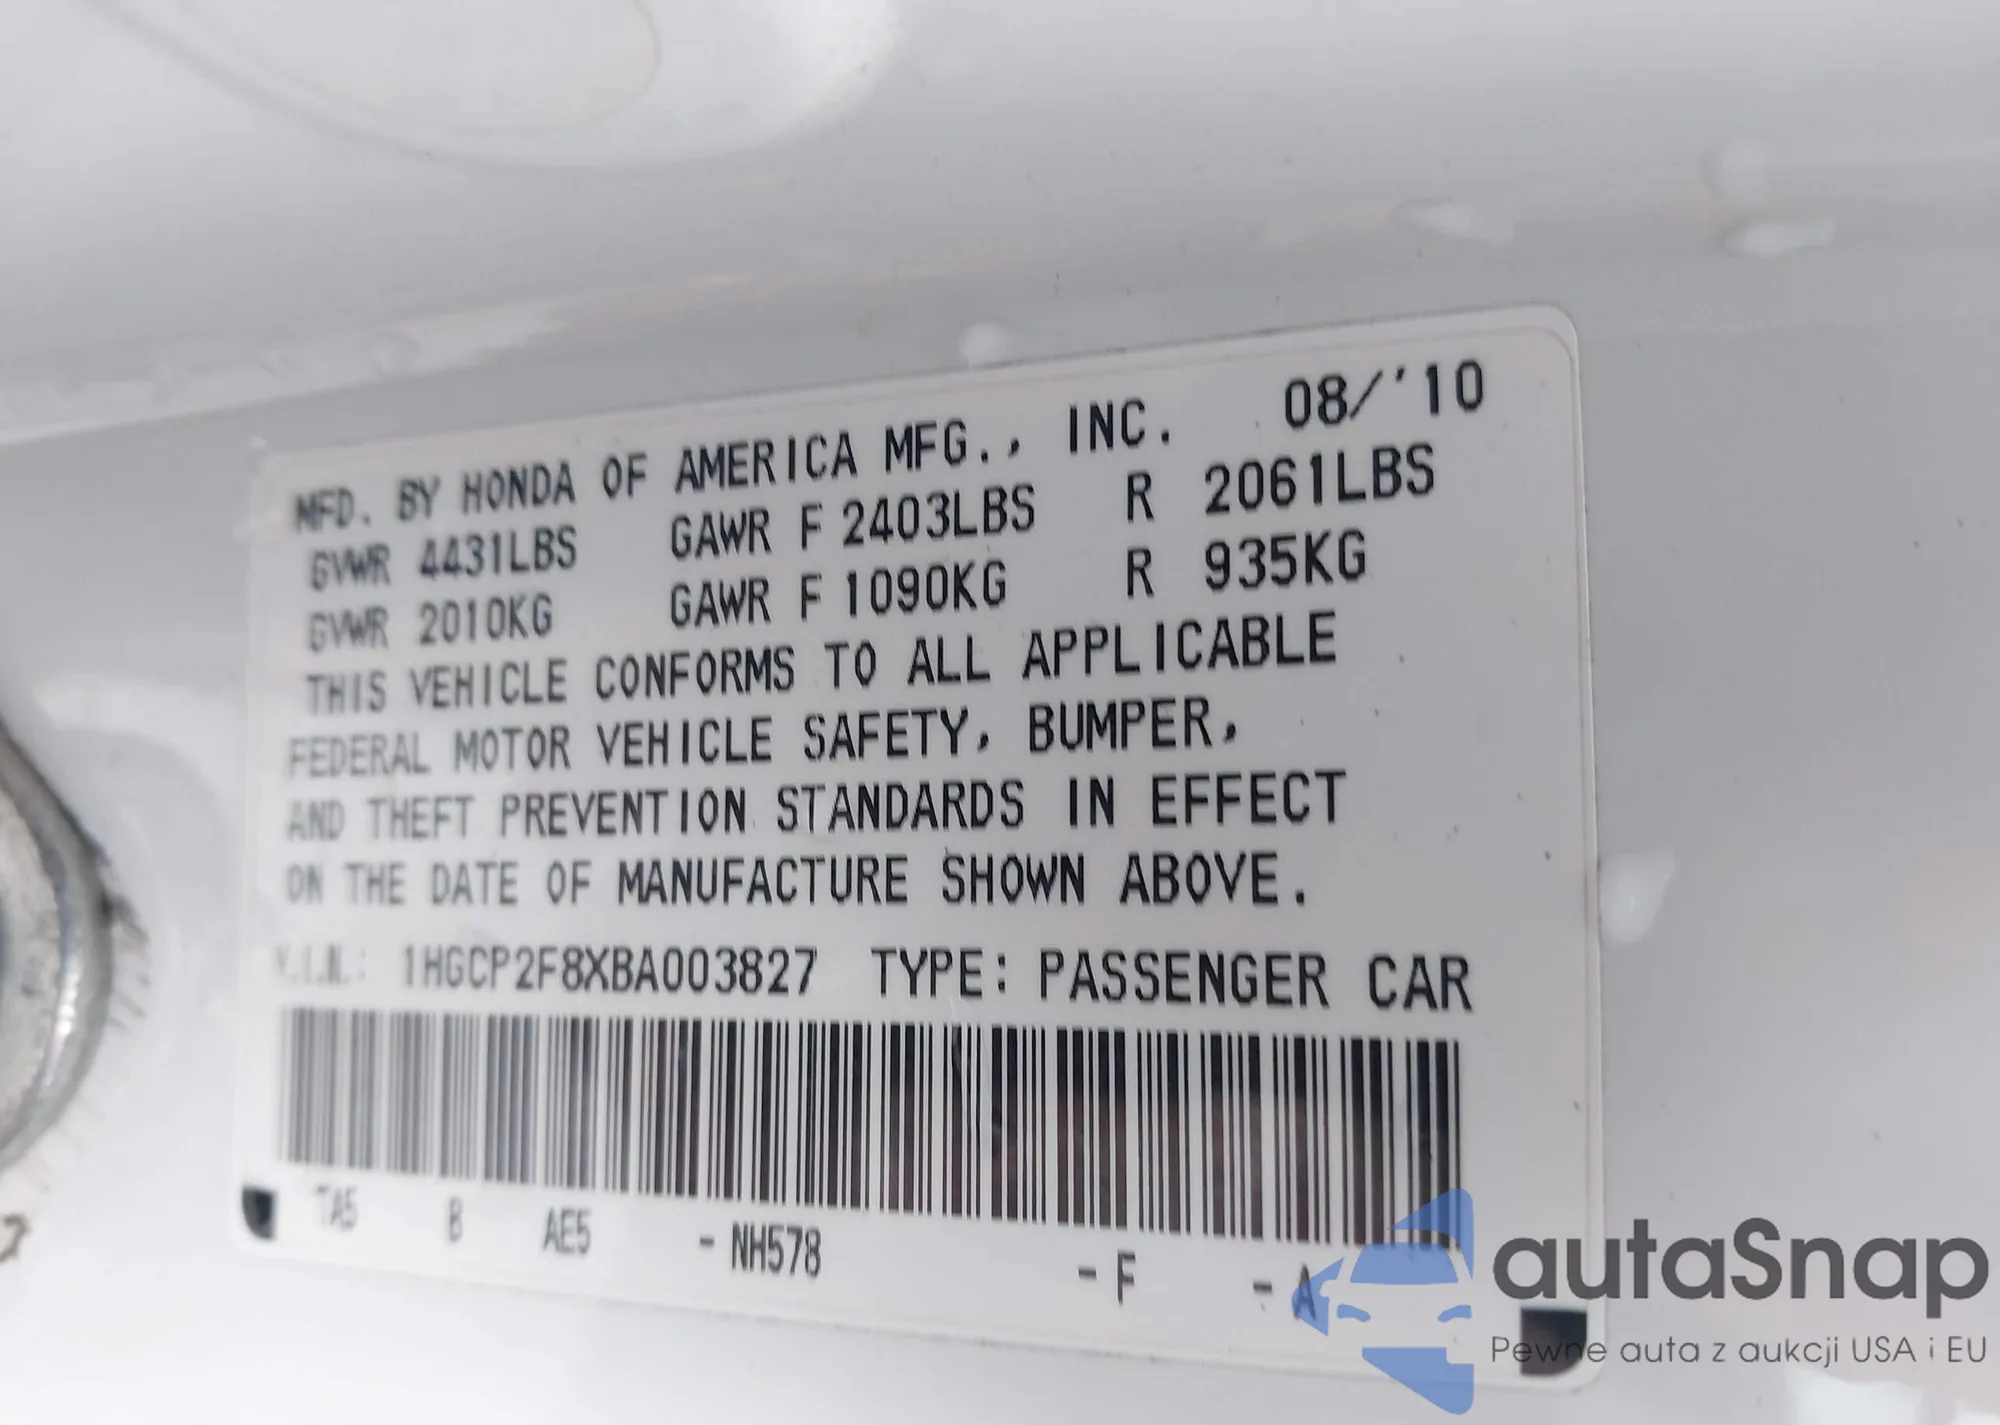 MFD. BY HONDA OF AMERICA MFG., INC. 08/'10
GVWR 4431LBS GAWR F 2403LBS R 2061LBS
GVWR 2010KG GAWR F 1090KG R 935KG
THIS VEHICLE CONFORMS TO ALL APPLICABLE
FEDERAL MOTOR VEHICLE SAFETY, BUMPER,
AND THEFT PREVENTION STANDARDS IN EFFECT
ON THE DATE OF MANUFACTURE SHOWN ABOVE.
V.I.N.: 1HGCP2F8XBA003827 TYPE: PASSENGER CAR
TA5 B AE5 - NH578 - F - A
autaSnap
Pewne auta z aukcji USA i EU